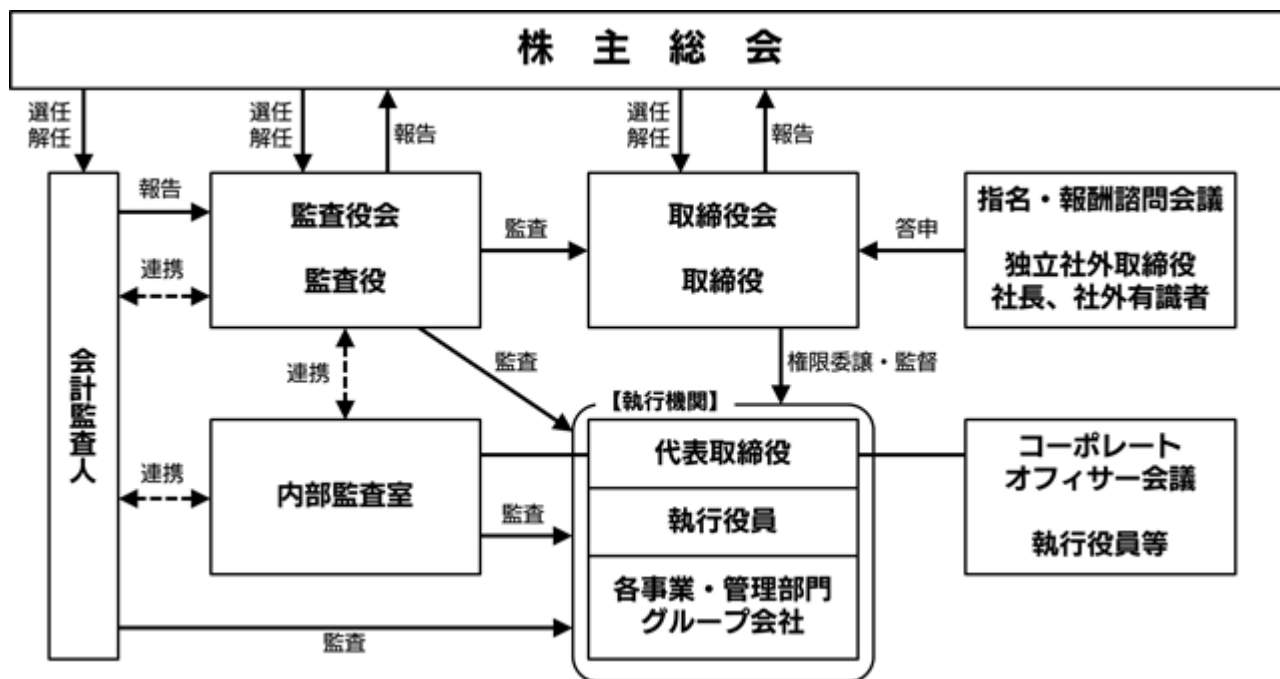 株主総会
選任
解任
選任
解任
報告
選任
解任
報告
報告
監査役会
監査役
監査
取締役会
取締役
答申
指名・報酬諮問会議
独立社外取締役
社長、社外有識者
連携
会計監査人
連携
監査
権限委譲・監督
【執行機関】
代表取締役
執行役員
各事業・管理部門
グループ会社
コーポレート
オフィサー会議
執行役員等
連携
内部監査室
監査
監査